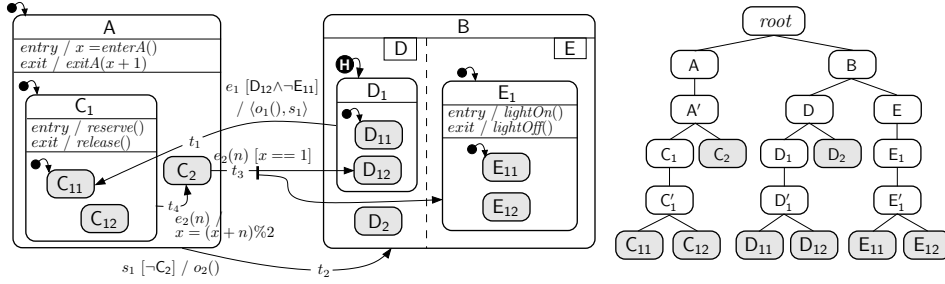 A
entry / x =enterA()
exit / exitA(x+1)
C₁
entry / reserve()
exit / release()
C₁₁
C₁₂
C₂
t₄
e₂(n) /
x = (x+n)%2
e₁ [D₁₂∧¬E₁₁]
/ ⟨o₁(), s₁⟩
t₁
e₂(n) [x == 1]
t₃
s₁ [¬C₂] / o₂()
t₂
B
D
E
H
D₁
D₁₁
D₁₂
D₂
E₁
entry / lightOn()
exit / lightOff()
E₁₁
E₁₂
root
A B
A′ D E
C₁ C₂ D₁ D₂ E₁
C′₁ D′₁ E′₁
C₁₁ C₁₂ D₁₁ D₁₂ E₁₁ E₁₂